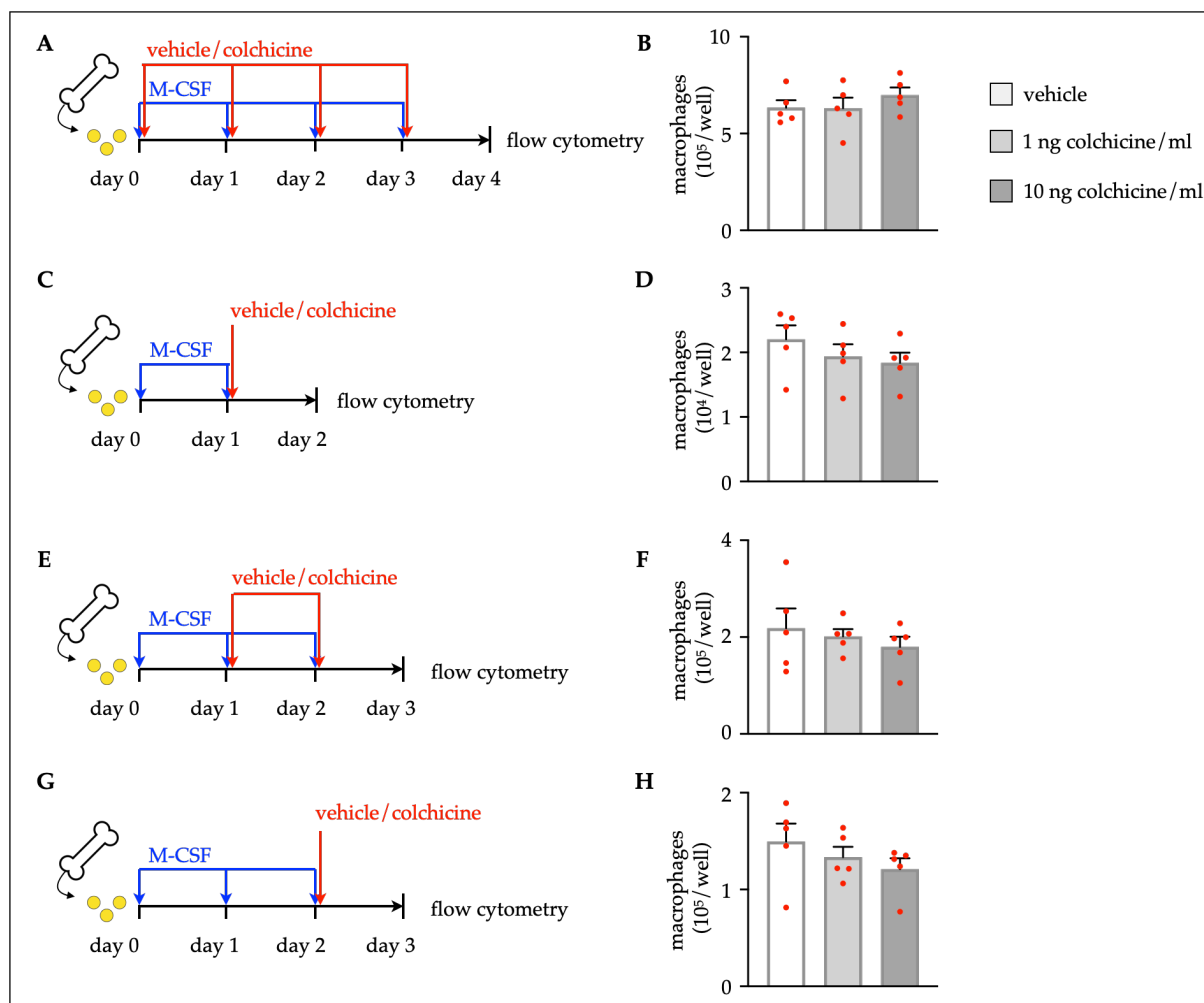 A
vehicle/colchicine
M-CSF
flow cytometry
day 0 day 1 day 2 day 3 day 4
B
10
5
0
macrophages
(10⁵/well)
vehicle
1 ng colchicine/ml
10 ng colchicine/ml
C
vehicle/colchicine
M-CSF
flow cytometry
day 0 day 1 day 2
D
3
2
1
0
macrophages
(10⁴/well)
E
vehicle/colchicine
M-CSF
flow cytometry
day 0 day 1 day 2 day 3
F
4
2
0
macrophages
(10⁵/well)
G
vehicle/colchicine
M-CSF
flow cytometry
day 0 day 1 day 2 day 3
H
2
1
0
macrophages
(10⁵/well)